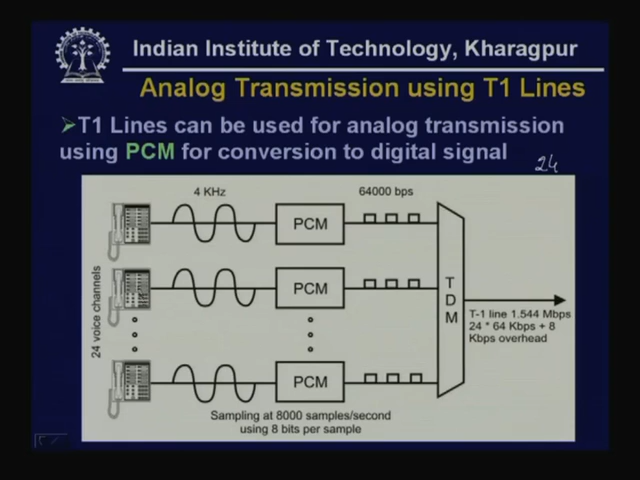 Indian Institute of Technology, Kharagpur
Analog Transmission using T1 Lines
➢T1 Lines can be used for analog transmission
using PCM for conversion to digital signal
24
4 KHz
64000 bps
PCM
PCM
PCM
24 voice channels
TDM
T-1 line 1.544 Mbps
24 * 64 Kbps + 8
Kbps overhead
Sampling at 8000 samples/second
using 8 bits per sample